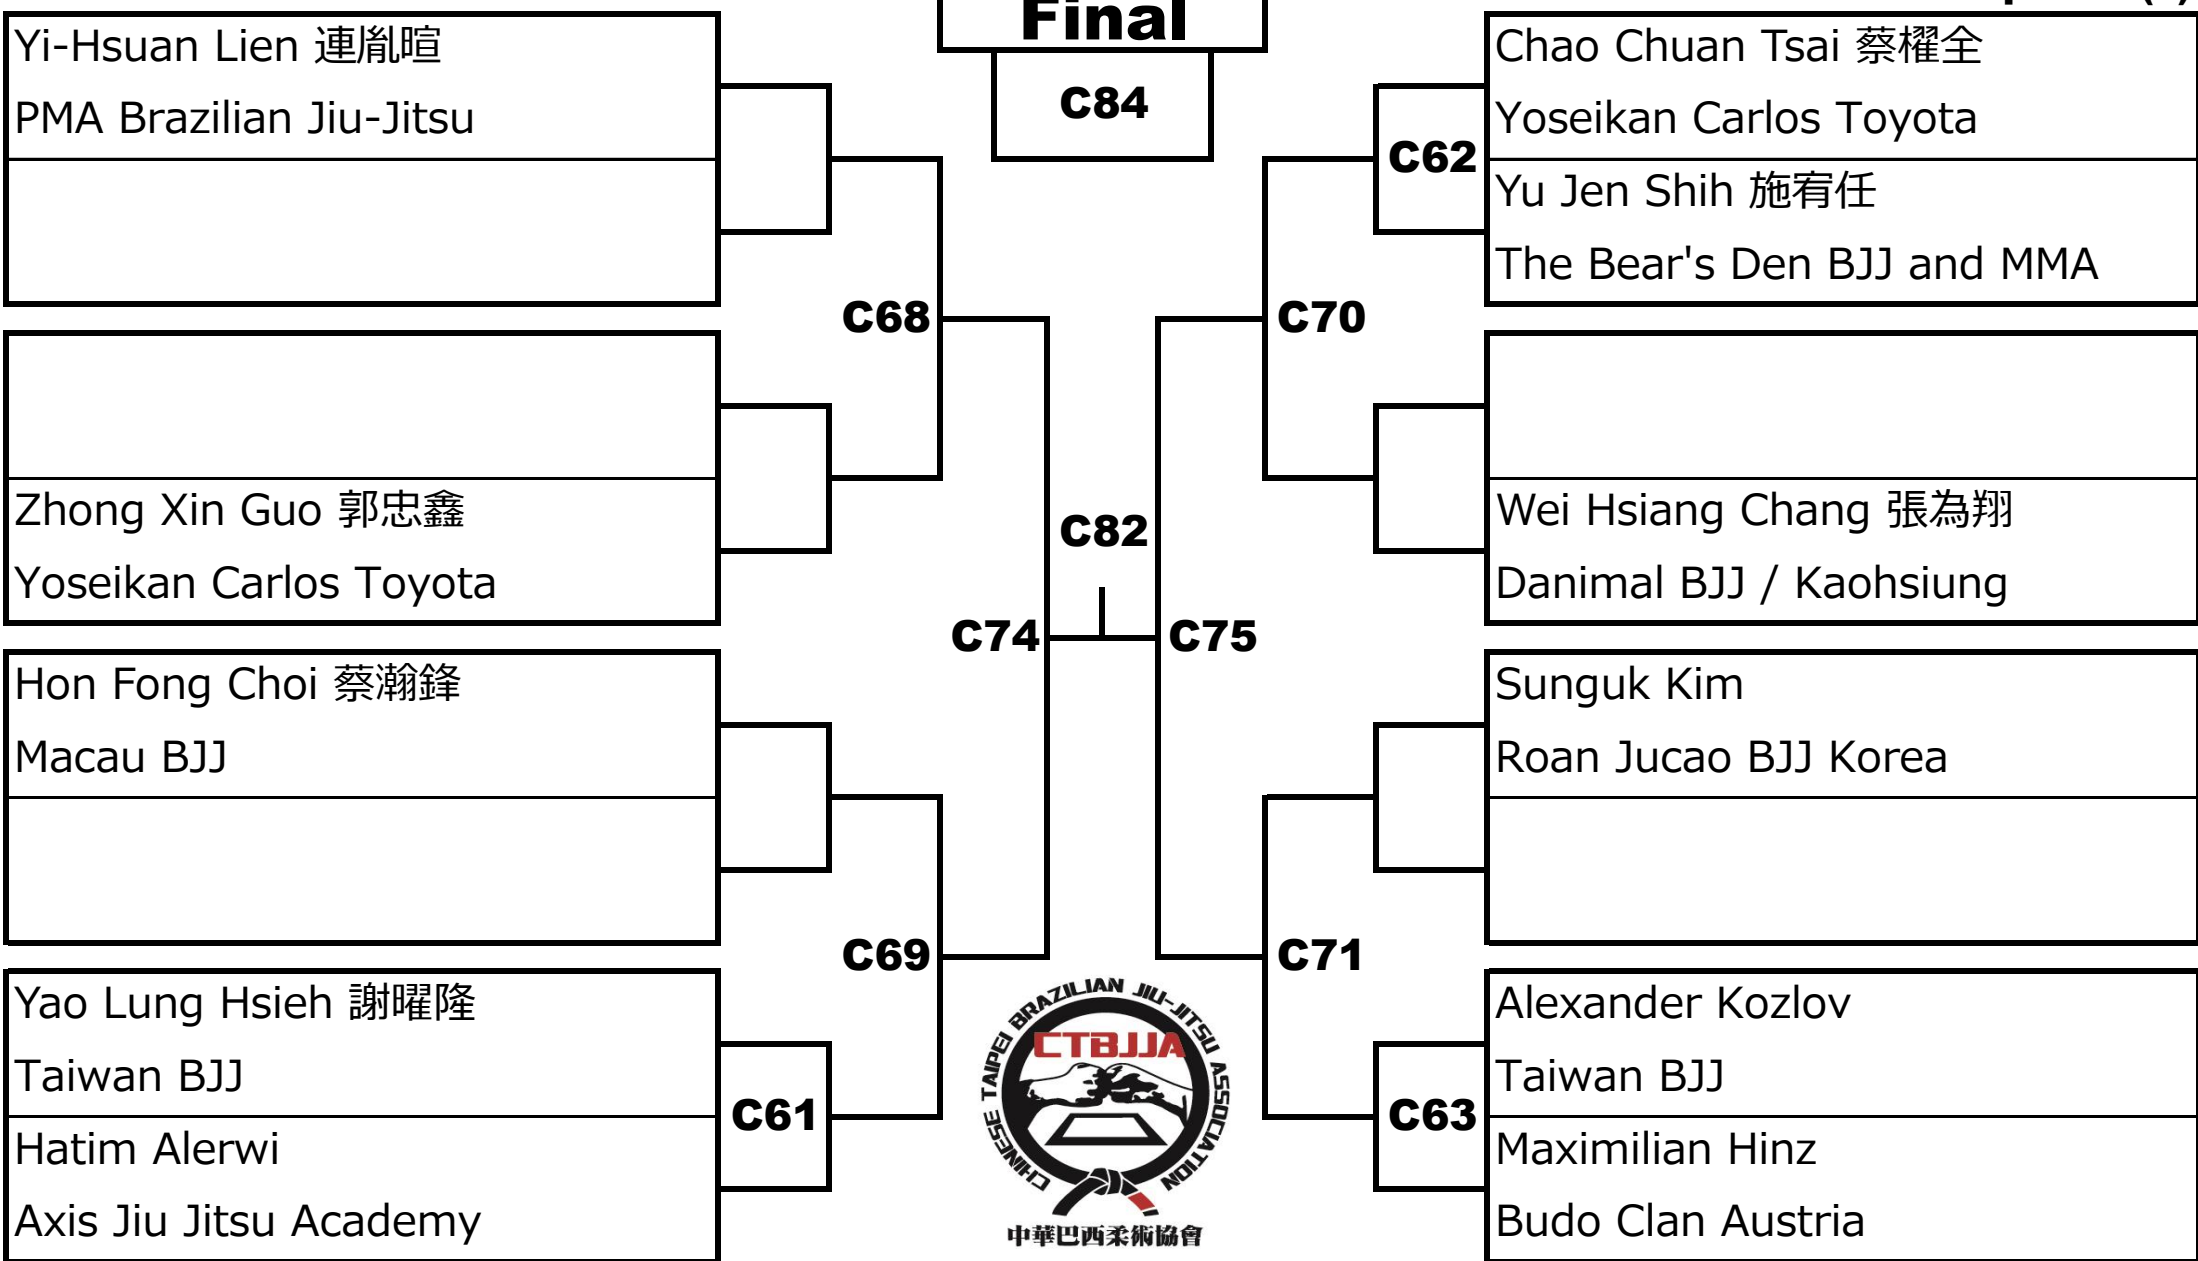 Final
C84
Yi-Hsuan Lien 連胤暄
PMA Brazilian Jiu-Jitsu
Zhong Xin Guo 郭忠鑫
Yoseikan Carlos Toyota
Hon Fong Choi 蔡瀚鋒
Macau BJJ
Yao Lung Hsieh 謝曜隆
Taiwan BJJ
Hatim Alerwi
Axis Jiu Jitsu Academy
C61
C68
C69
C74
C82
C75
C70
C71
C62
C63
Chao Chuan Tsai 蔡櫂全
Yoseikan Carlos Toyota
Yu Jen Shih 施宥任
The Bear's Den BJJ and MMA
Wei Hsiang Chang 張為翔
Danimal BJJ / Kaohsiung
Sunguk Kim
Roan Jucao BJJ Korea
Alexander Kozlov
Taiwan BJJ
Maximilian Hinz
Budo Clan Austria
CHINESE TAIPEI BRAZILIAN JIU-JITSU ASSOCIATION
CTBJJA
中華巴西柔術協會